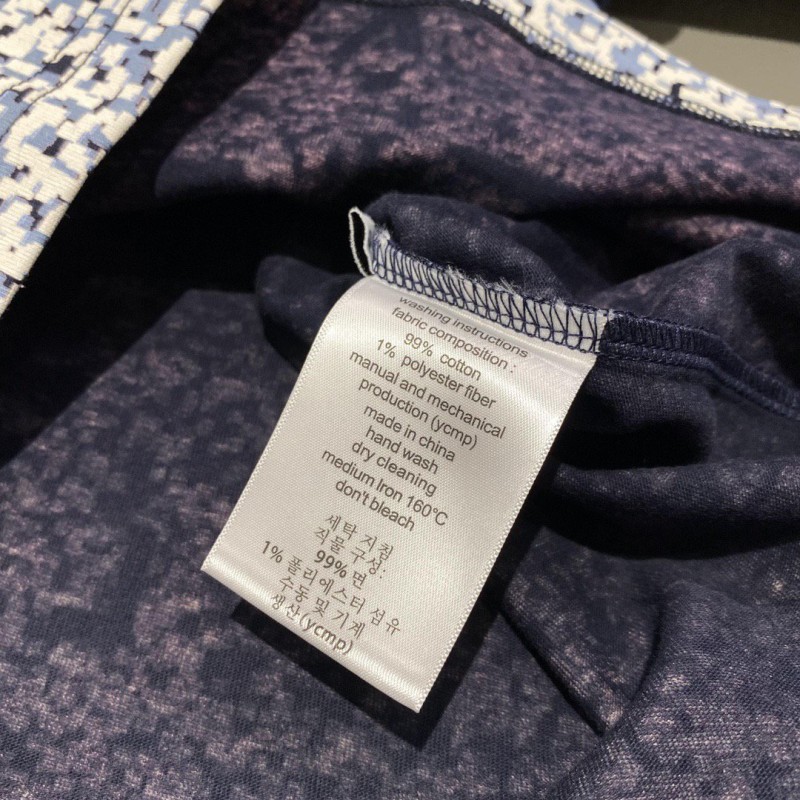 washing instructions
fabric composition :
99% cotton
1% polyester fiber
manual and mechanical
production (ycmp)
made in china
hand wash
dry cleaning
medium Iron 160℃
don't bleach
세탁 지침
직물 구성:
99% 면
1% 폴리에스터 섬유
수동 및 기계
생산(ycmp)